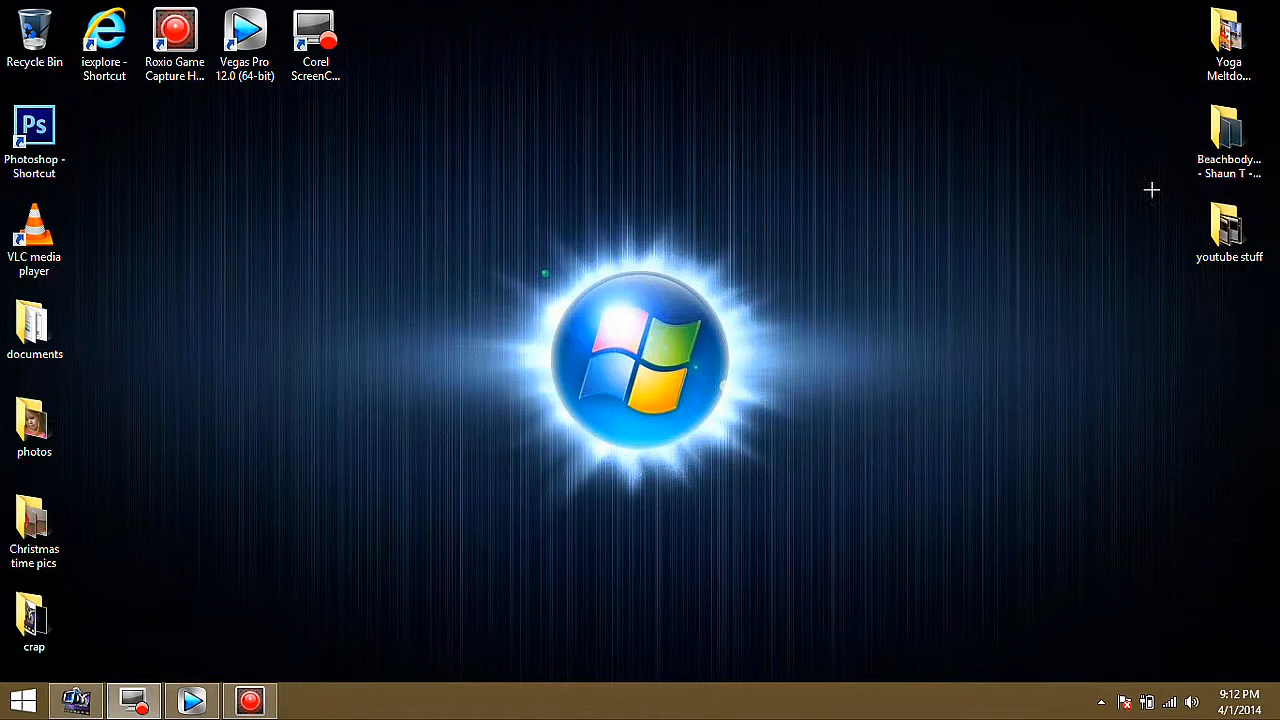 Recycle Bin
iexplore -
Shortcut
Roxio Game
Capture H...
Vegas Pro
12.0 (64-bit)
Corel
ScreenC...
Yoga
Meltdo...
Ps
Photoshop -
Shortcut
Beachbody...
- Shaun T -...
VLC media
player
youtube stuff
documents
photos
Christmas
time pics
crap
9:12 PM
4/1/2014